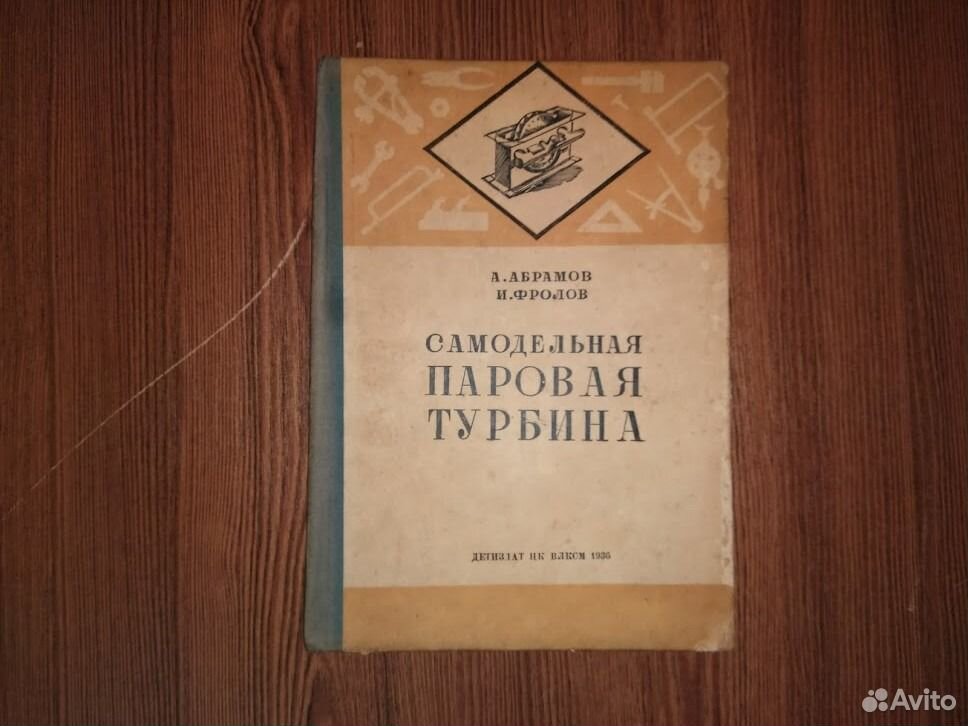 А. АБРАМОВ
И. ФРОЛОВ
САМОДЕЛЬНАЯ
ПАРОВАЯ
ТУРБИНА
ДЕТИЗДАТ ЦК ВЛКСМ 1936
Avito